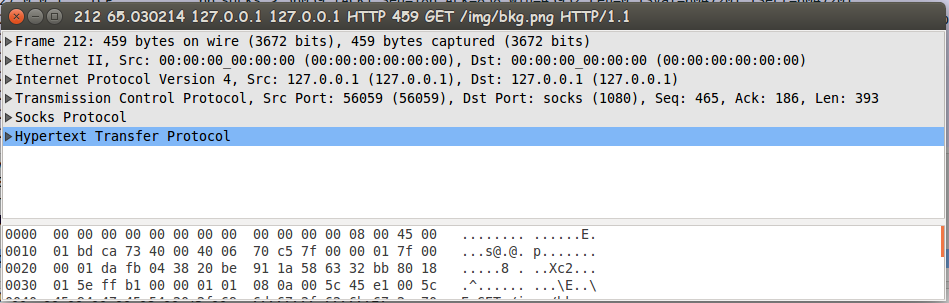 212 65.030214 127.0.0.1 127.0.0.1 HTTP 459 GET /img/bkg.png HTTP/1.1
Frame 212: 459 bytes on wire (3672 bits), 459 bytes captured (3672 bits)
Ethernet II, Src: 00:00:00_00:00:00 (00:00:00:00:00:00), Dst: 00:00:00_00:00:00 (00:00:00:00:00:00)
Internet Protocol Version 4, Src: 127.0.0.1 (127.0.0.1), Dst: 127.0.0.1 (127.0.0.1)
Transmission Control Protocol, Src Port: 56059 (56059), Dst Port: socks (1080), Seq: 465, Ack: 186, Len: 393
Socks Protocol
Hypertext Transfer Protocol
0000 00 00 00 00 00 00 00 00 00 00 00 00 08 00 45 00 ........ ......E.
0010 01 bd ca 73 40 00 40 06 70 c5 7f 00 00 01 7f 00 ...s@.@. p.......
0020 00 01 da fb 04 38 20 be 91 1a 58 63 32 bb 80 18 .....8 . ..Xc2...
0030 01 5e ff b1 00 00 01 01 08 0a 00 5c 45 e1 00 5c .^...... ...\E..\